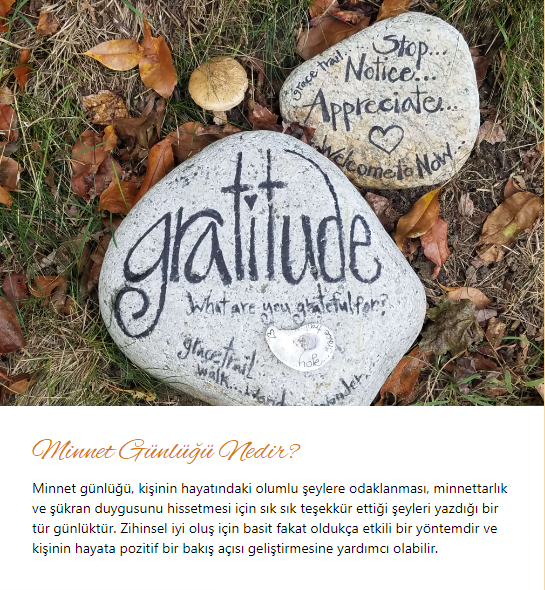 Stop...
grace trail.
Notice...
Appreciate...
Welcome to Now.
gratitude
What are you grateful for?
grace trail
walk.
hole
Minnet Günlüğü Nedir?
Minnet günlüğü, kişinin hayatındaki olumlu şeylere odaklanması, minnettarlık
ve şükran duygusunu hissetmesi için sık sık teşekkür ettiği şeyleri yazdığı bir
tür günlüktür. Zihinsel iyi oluş için basit fakat oldukça etkili bir yöntemdir ve
kişinin hayata pozitif bir bakış açısı geliştirmesine yardımcı olabilir.